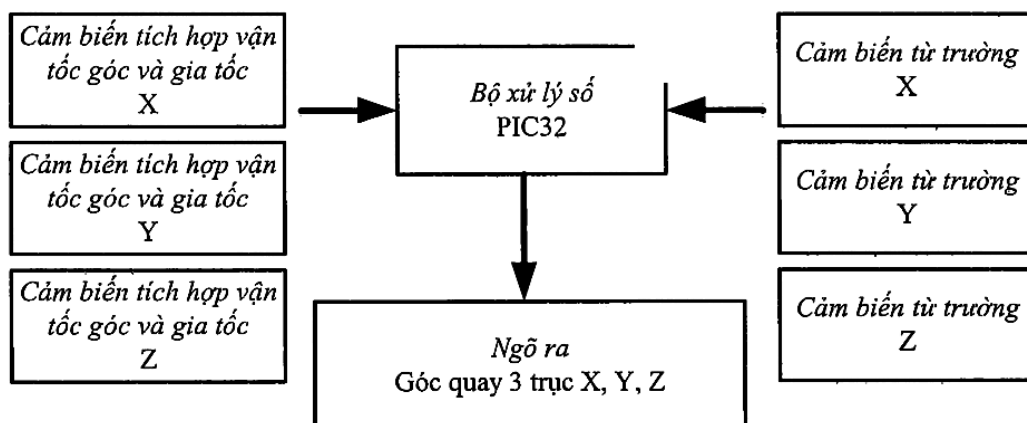 Cảm biến tích hợp vận
tốc góc và gia tốc
X
Cảm biến tích hợp vận
tốc góc và gia tốc
Y
Cảm biến tích hợp vận
tốc góc và gia tốc
Z
Bộ xử lý số
PIC32
Ngõ ra
Góc quay 3 trục X, Y, Z
Cảm biến từ trường
X
Cảm biến từ trường
Y
Cảm biến từ trường
Z